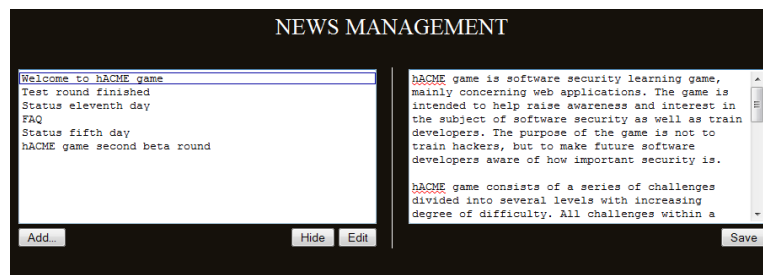 NEWS MANAGEMENT
Welcome to hACME game
Test round finished
Status eleventh day
FAQ
Status fifth day
hACME game second beta round
Add...
Hide
Edit
hACME game is software security learning game,
mainly concerning web applications. The game is
intended to help raise awareness and interest in
the subject of software security as well as train
developers. The purpose of the game is not to
train hackers, but to make future software
developers aware of how important security is.
hACME game consists of a series of challenges
divided into several levels with increasing
degree of difficulty. All challenges within a
Save